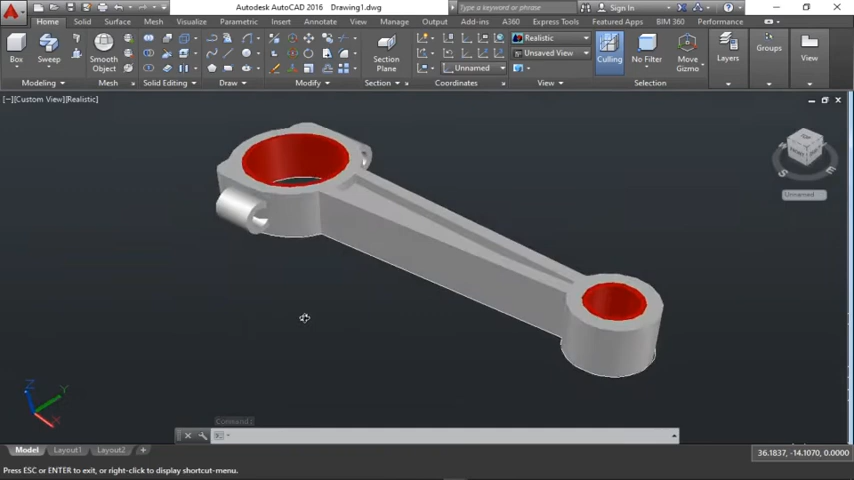 Autodesk AutoCAD 2016 Drawing1.dwg
Type a keyword or phrase
Sign In
Home Solid Surface Mesh Visualize Parametric Insert Annotate View Manage Output Add-ins A360 Express Tools Featured Apps BIM 360 Performance
Box Sweep Smooth Object Section Plane
Realistic
Unsaved View
Unnamed
Culling No Filter Move Gizmo Layers Groups View
Modeling Mesh Solid Editing Draw Modify Section Coordinates View Selection
[−][Custom View][Realistic]
Unnamed
Z Y X
Command:
Model Layout1 Layout2 +
36.1837, -14.1070, 0.0000
Press ESC or ENTER to exit, or right-click to display shortcut-menu.